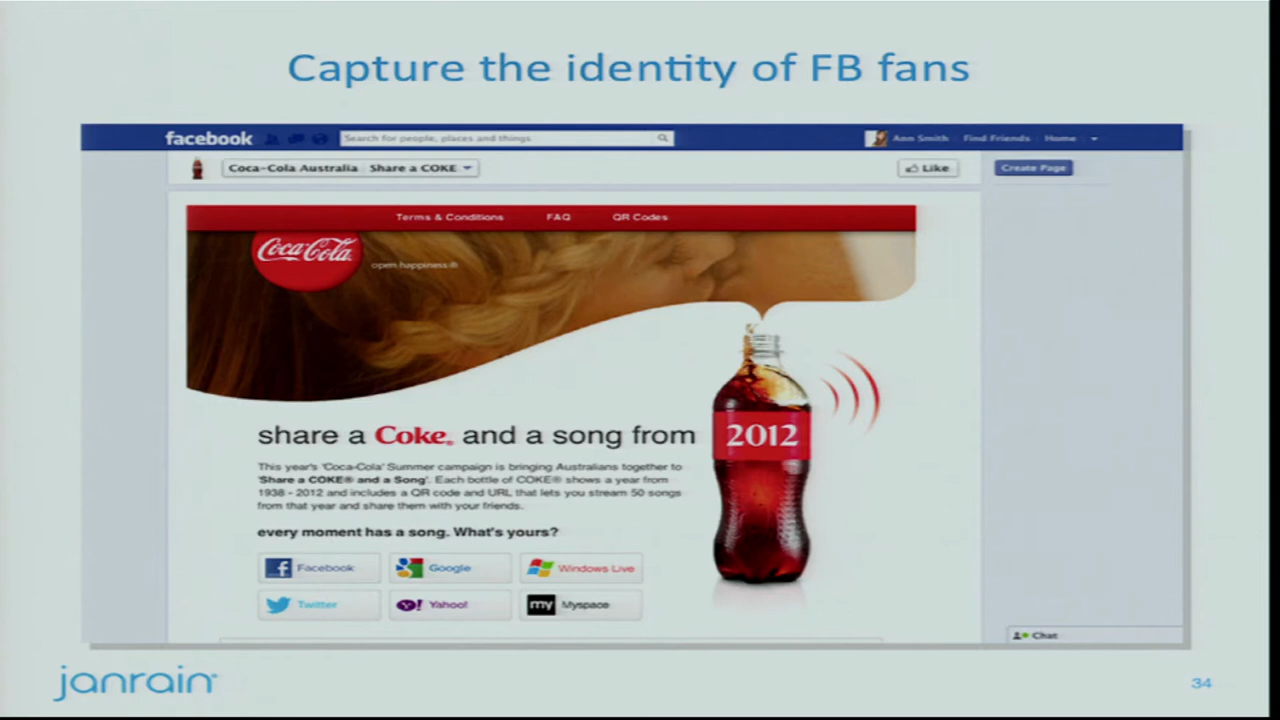 Capture the identity of FB fans
facebook
Search for people, places and things
Ann Smith Find Friends Home
Coca-Cola Australia Share a COKE
Like
Create Page
Terms & Conditions FAQ QR Codes
Coca-Cola
open happiness®
share a Coke® and a song from
2012
This year's 'Coca-Cola' Summer campaign is bringing Australians together to
'Share a COKE® and a Song'. Each bottle of COKE® shows a year from
1938 - 2012 and includes a QR code and URL that lets you stream 50 songs
from that year and share them with your friends.
every moment has a song. What's yours?
Facebook Google Windows Live
Twitter Y! Yahoo! my Myspace
Chat
janrain
34